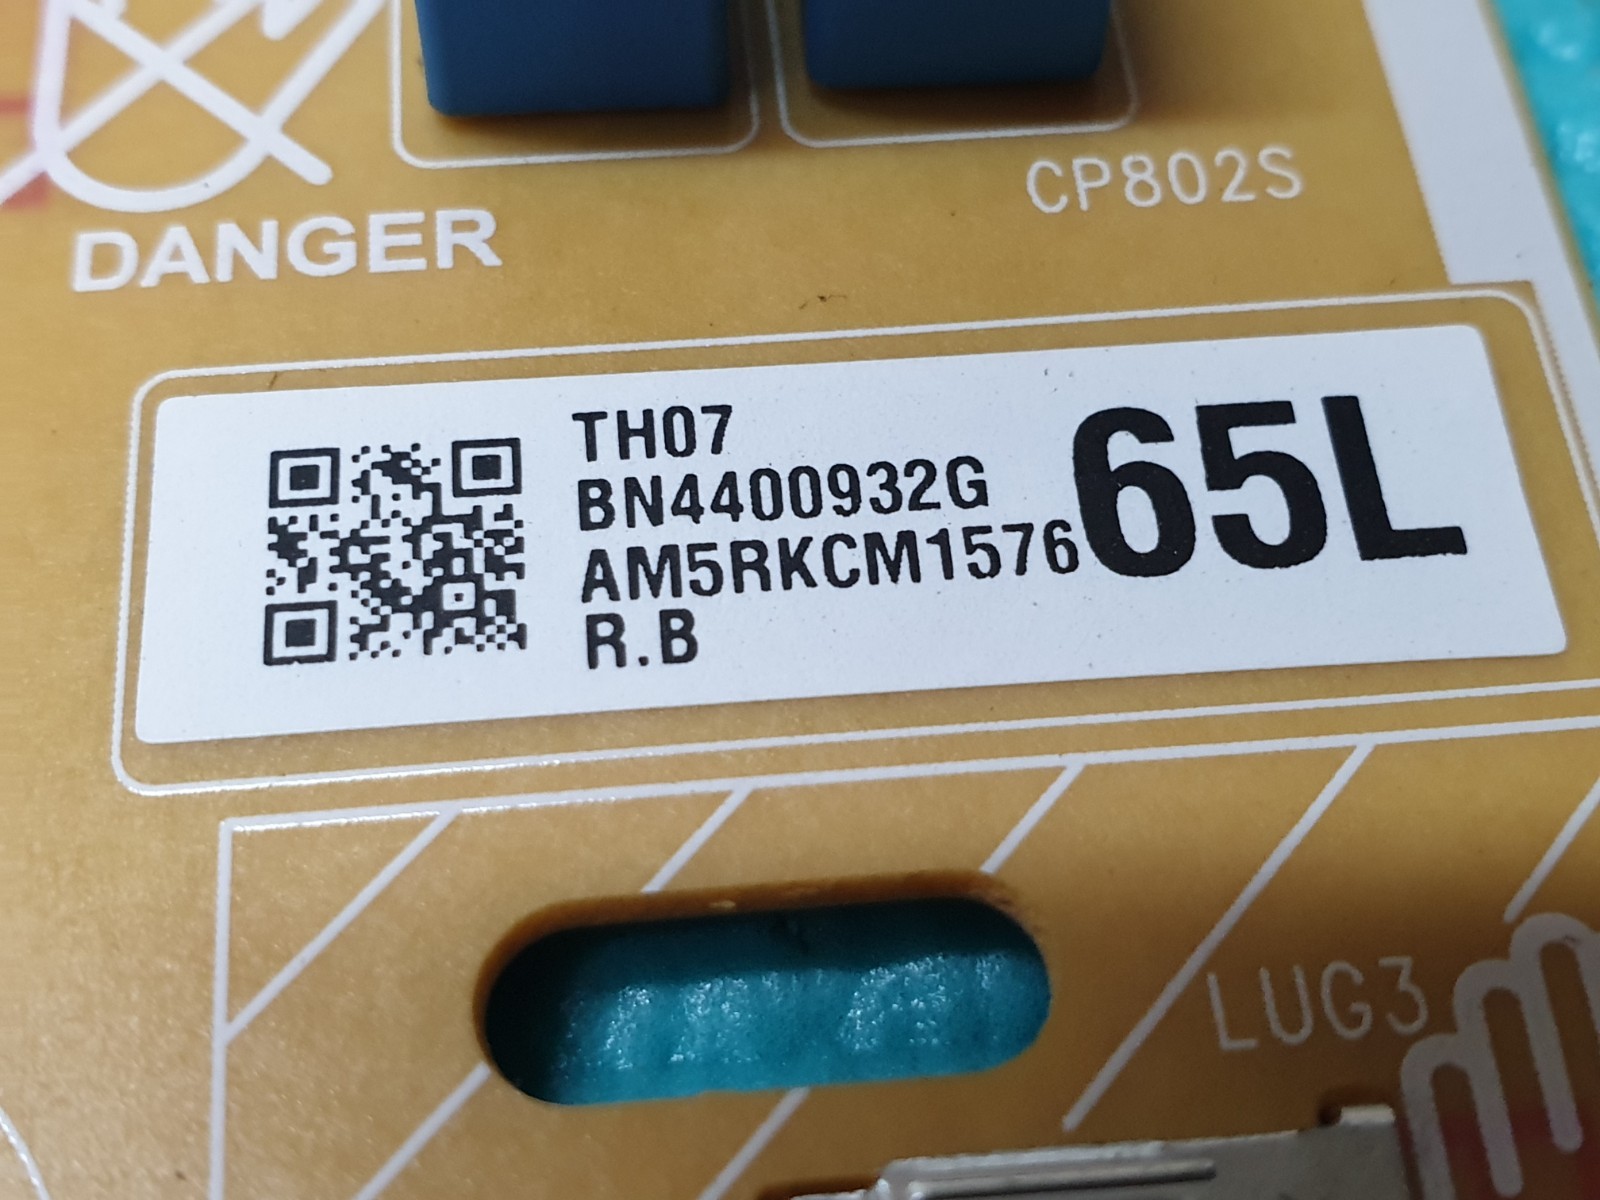 CP802S
DANGER
TH07
BN4400932G
AM5RKCM1576
R.B
65L
LUG3